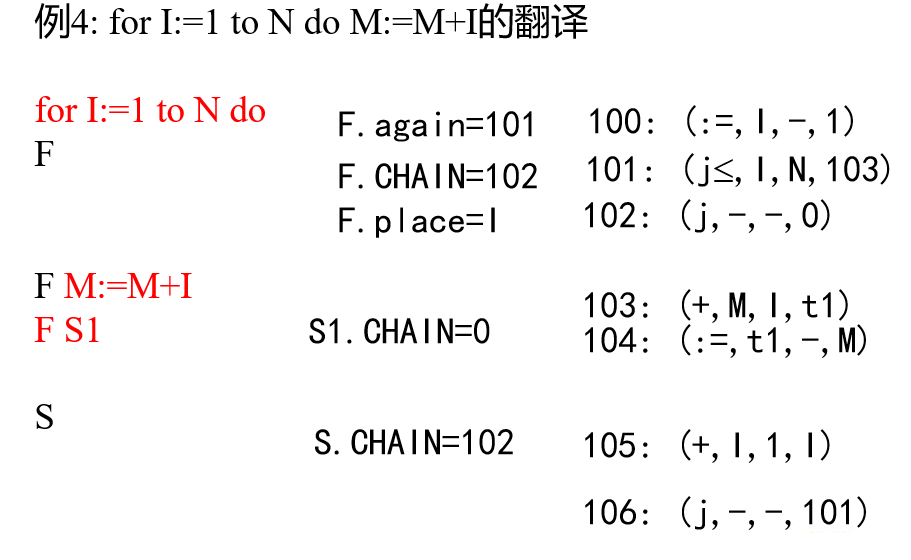 例4: for I:=1 to N do M:=M+I的翻译
for I:=1 to N do
F
F.again=101
F.CHAIN=102
F.place=I
100: (:=,I,-,1)
101: (j≤,I,N,103)
102: (j,-,-,0)
F M:=M+I
F S1
S1.CHAIN=0
103: (+,M,I,t1)
104: (:=,t1,-,M)
S
S.CHAIN=102
105: (+,I,1,I)
106: (j,-,-,101)